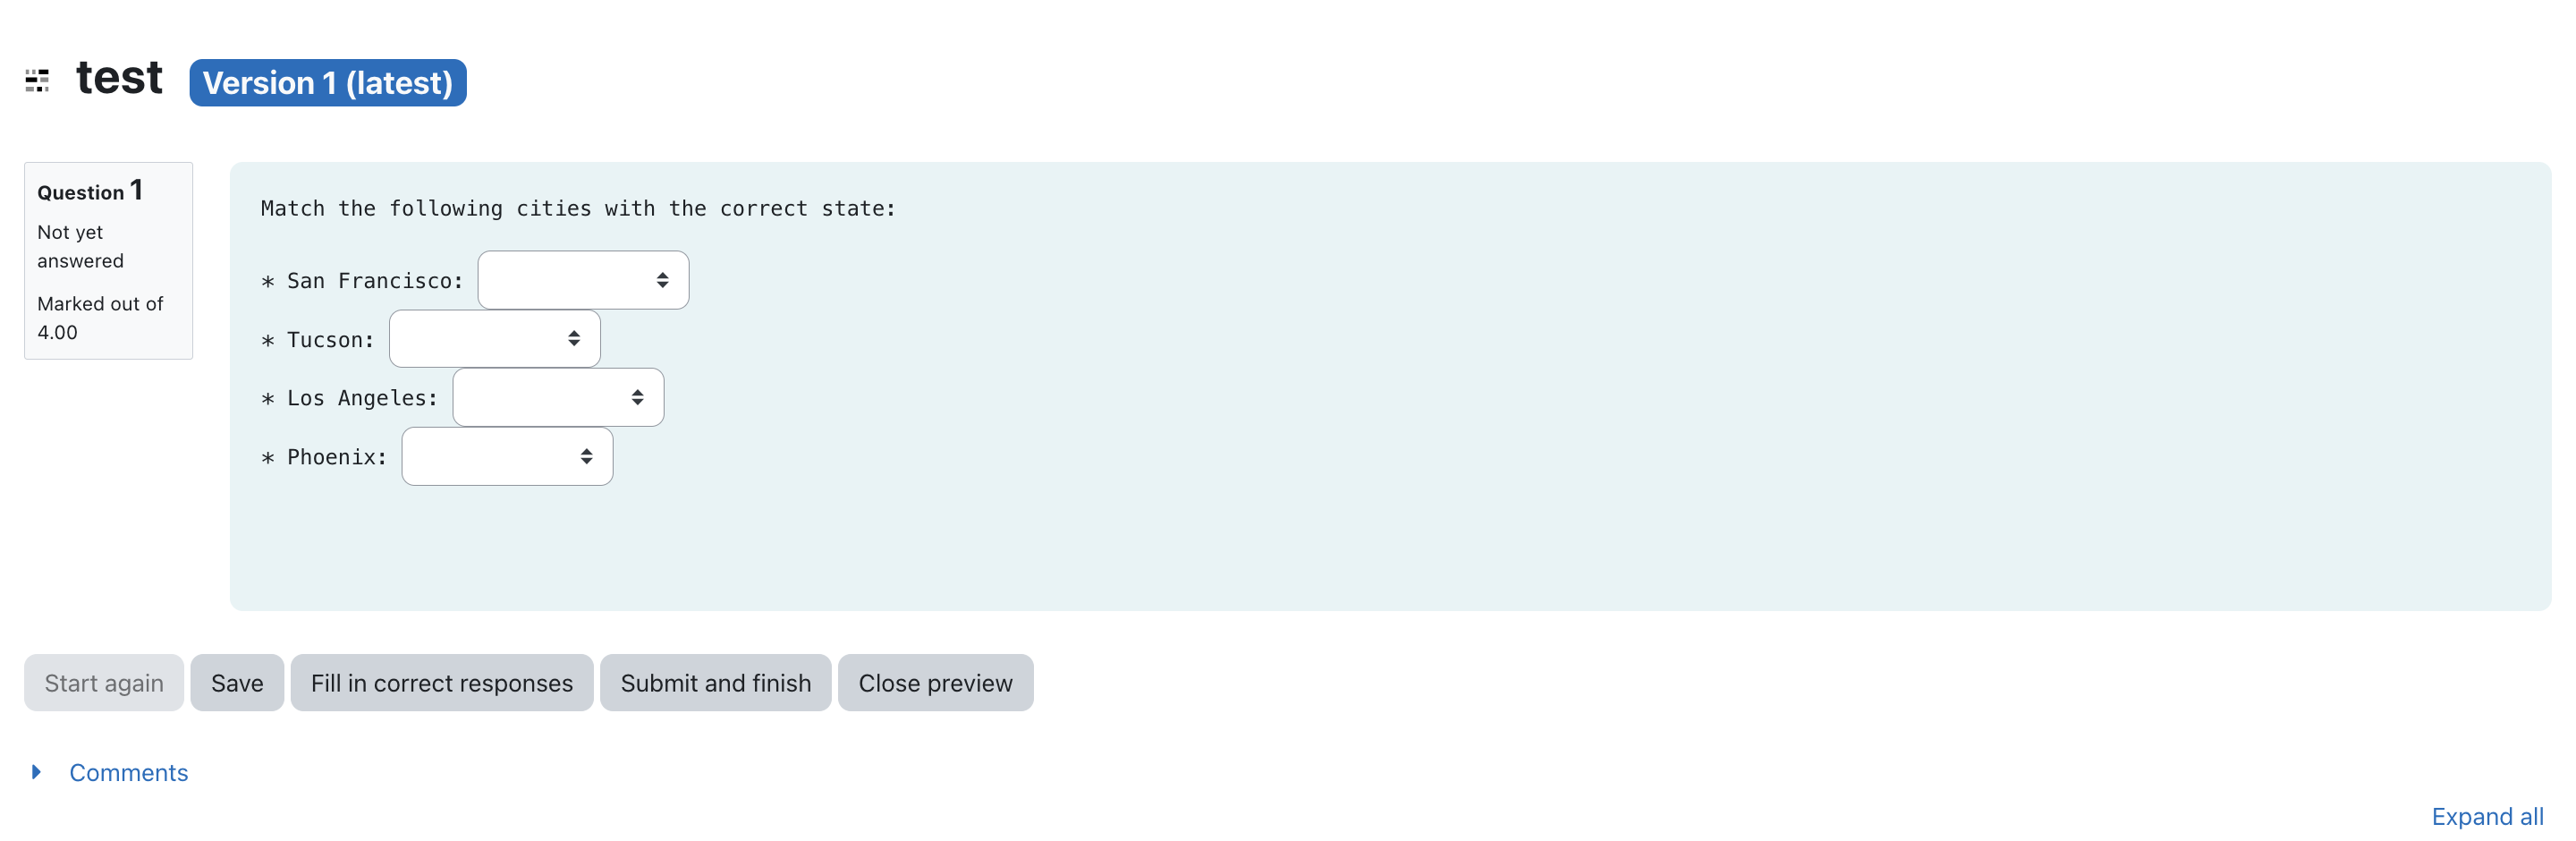 test Version 1 (latest)
Question 1
Not yet
answered
Marked out of
4.00
Match the following cities with the correct state:
* San Francisco:
* Tucson:
* Los Angeles:
* Phoenix:
Start again Save Fill in correct responses Submit and finish Close preview
Comments
Expand all